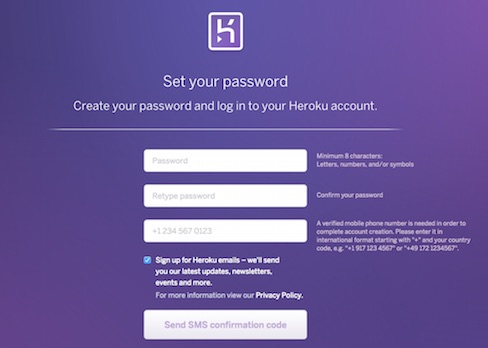 Set your password
Create your password and log in to your Heroku account.
Password
Minimum 8 characters:
Letters, numbers, and/or symbols
Retype password
Confirm your password
+1 234 567 0123
A verified mobile phone number is needed in order to
complete account creation. Please enter it in
international format starting with "+" and your country
code, e.g. "+1 917 123 4567" or "+49 172 1234567".
Sign up for Heroku emails – we'll send
you our latest updates, newsletters,
events and more.
For more information view our Privacy Policy.
Send SMS confirmation code